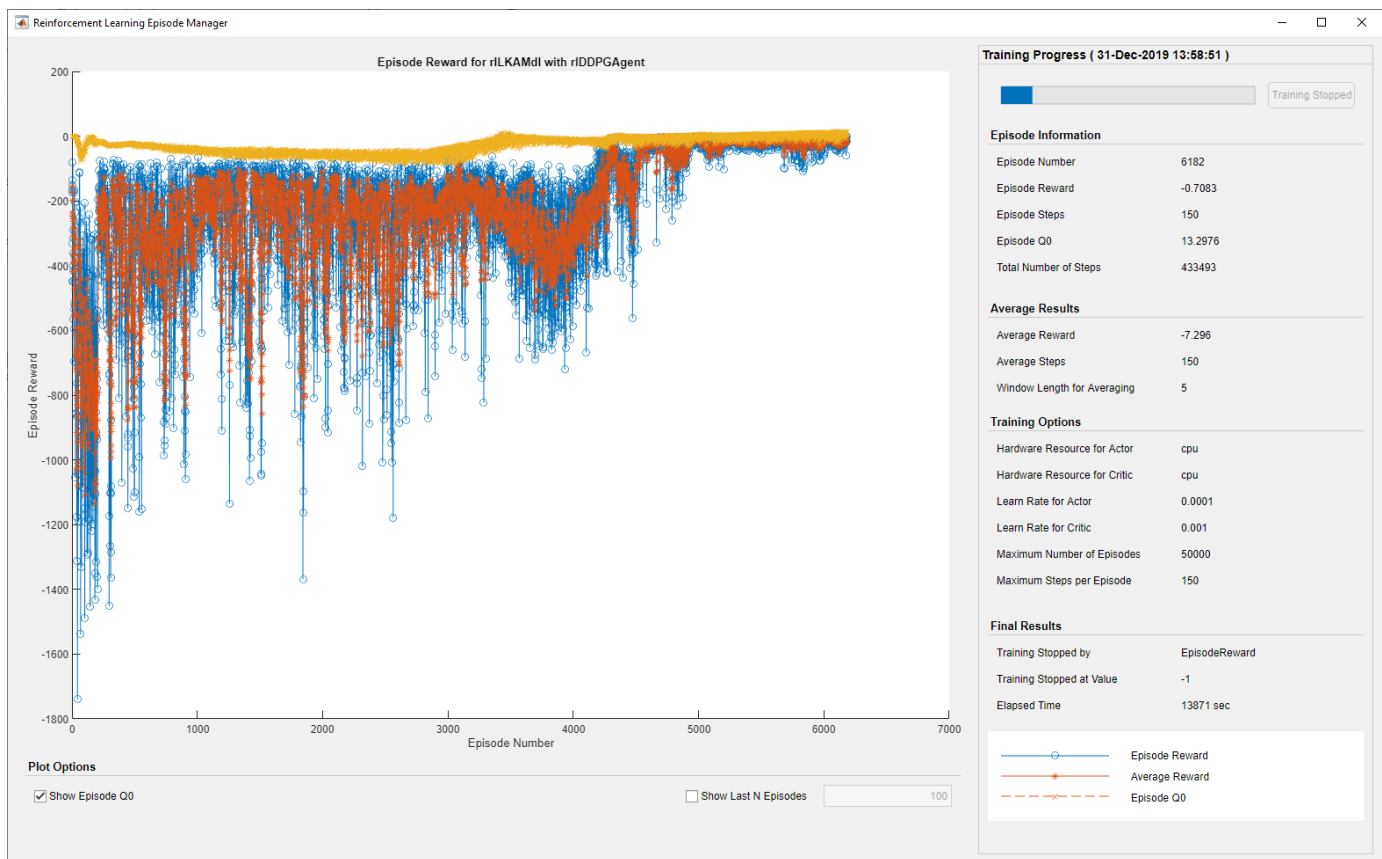 Reinforcement Learning Episode Manager
Episode Reward for rlLKAMdl with rlDDPGAgent
200
0
-200
-400
-600
-800
-1000
-1200
-1400
-1600
-1800
Episode Reward
0 1000 2000 3000 4000 5000 6000 7000
Episode Number
Plot Options
Show Episode Q0
Show Last N Episodes 100
Training Progress ( 31-Dec-2019 13:58:51 )
Training Stopped
Episode Information
Episode Number 6182
Episode Reward -0.7083
Episode Steps 150
Episode Q0 13.2976
Total Number of Steps 433493
Average Results
Average Reward -7.296
Average Steps 150
Window Length for Averaging 5
Training Options
Hardware Resource for Actor cpu
Hardware Resource for Critic cpu
Learn Rate for Actor 0.0001
Learn Rate for Critic 0.001
Maximum Number of Episodes 50000
Maximum Steps per Episode 150
Final Results
Training Stopped by EpisodeReward
Training Stopped at Value -1
Elapsed Time 13871 sec
Episode Reward
Average Reward
Episode Q0